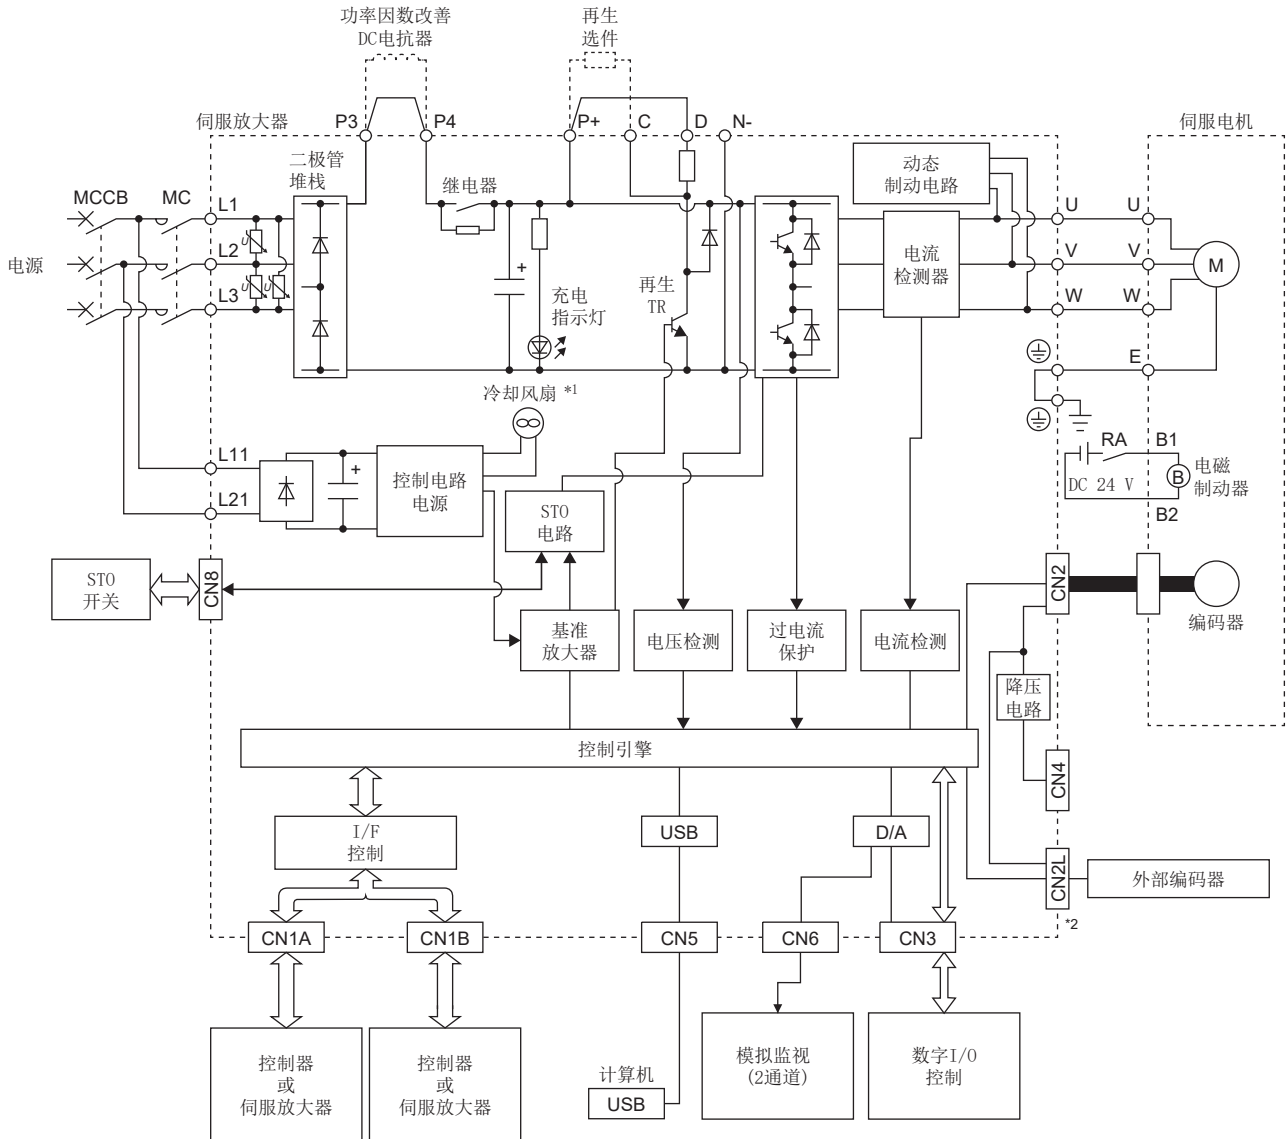 功率因数改善
DC电抗器
再生
选件
伺服放大器
P3
P4
P+
C
D
N-
伺服电机
二极管
堆栈
继电器
动态
制动电路
MCCB
MC
L1
L2
L3
U
U
U
电源
+
充电
指示灯
再生
TR
电流
检测器
U
V
W
U
V
W
M
E
冷却风扇 *1
L11
L21
+
控制电路
电源
STO
电路
RA
DC 24 V
B1
B
B2
电磁
制动器
STO
开关
CN8
CN2
编码器
基准
放大器
电压检测
过电流
保护
电流检测
降压
电路
控制引擎
CN4
I/F
控制
USB
D/A
CN2L
*2
外部编码器
CN1A
CN1B
CN5
CN6
CN3
控制器
或
伺服放大器
控制器
或
伺服放大器
计算机
USB
模拟监视
(2通道)
数字I/O
控制